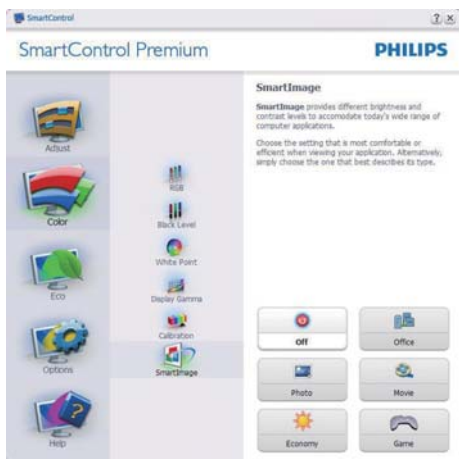 SmartControl
? x
SmartControl Premium
PHILIPS
Adjust
Color
Eco
Options
Help
RGB
Black Level
White Point
Display Gamma
Calibration
SmartImage
SmartImage
SmartImage provides different brightness and
contrast levels to accomodate today's wide range of
computer applications.
Choose the setting that is most comfortable or
efficient when viewing your application. Alternatively,
simply choose the one that best describes its type.
Off
Office
Photo
Movie
Economy
Game